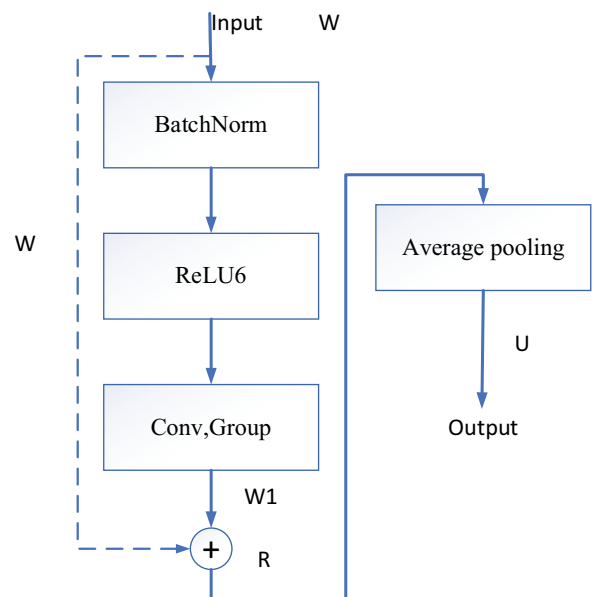 Input W
BatchNorm
W
ReLU6
Conv,Group
W1
+
R
Average pooling
U
Output